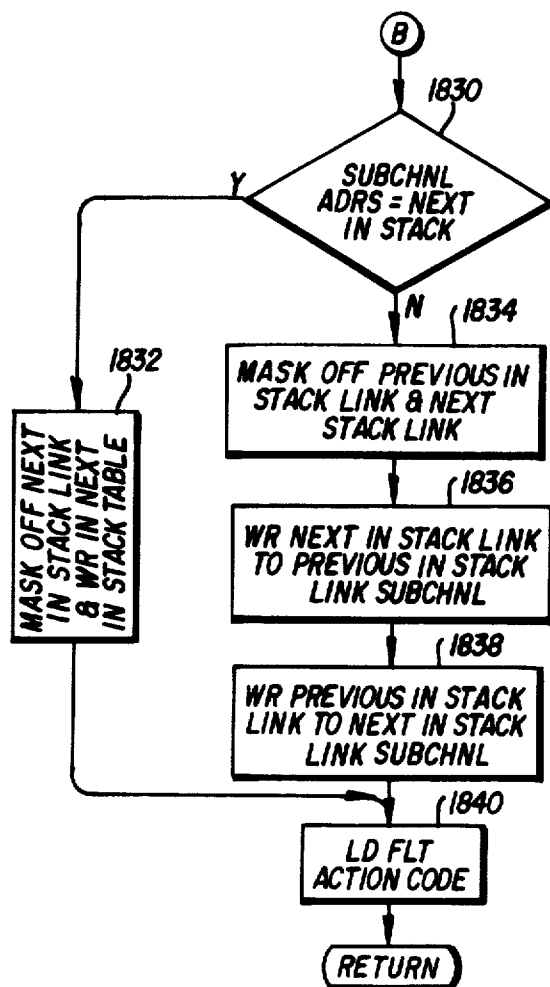 B
1830
SUBCHNL
ADRS = NEXT
IN STACK
Y
N
1834
MASK OFF PREVIOUS IN
STACK LINK & NEXT
STACK LINK
1832
MASK OFF NEXT
IN STACK LINK
& WR IN NEXT
IN STACK TABLE
1836
WR NEXT IN STACK LINK
TO PREVIOUS IN STACK
LINK SUBCHNL
1838
WR PREVIOUS IN STACK
LINK TO NEXT IN STACK
LINK SUBCHNL
1840
LD FLT
ACTION CODE
RETURN